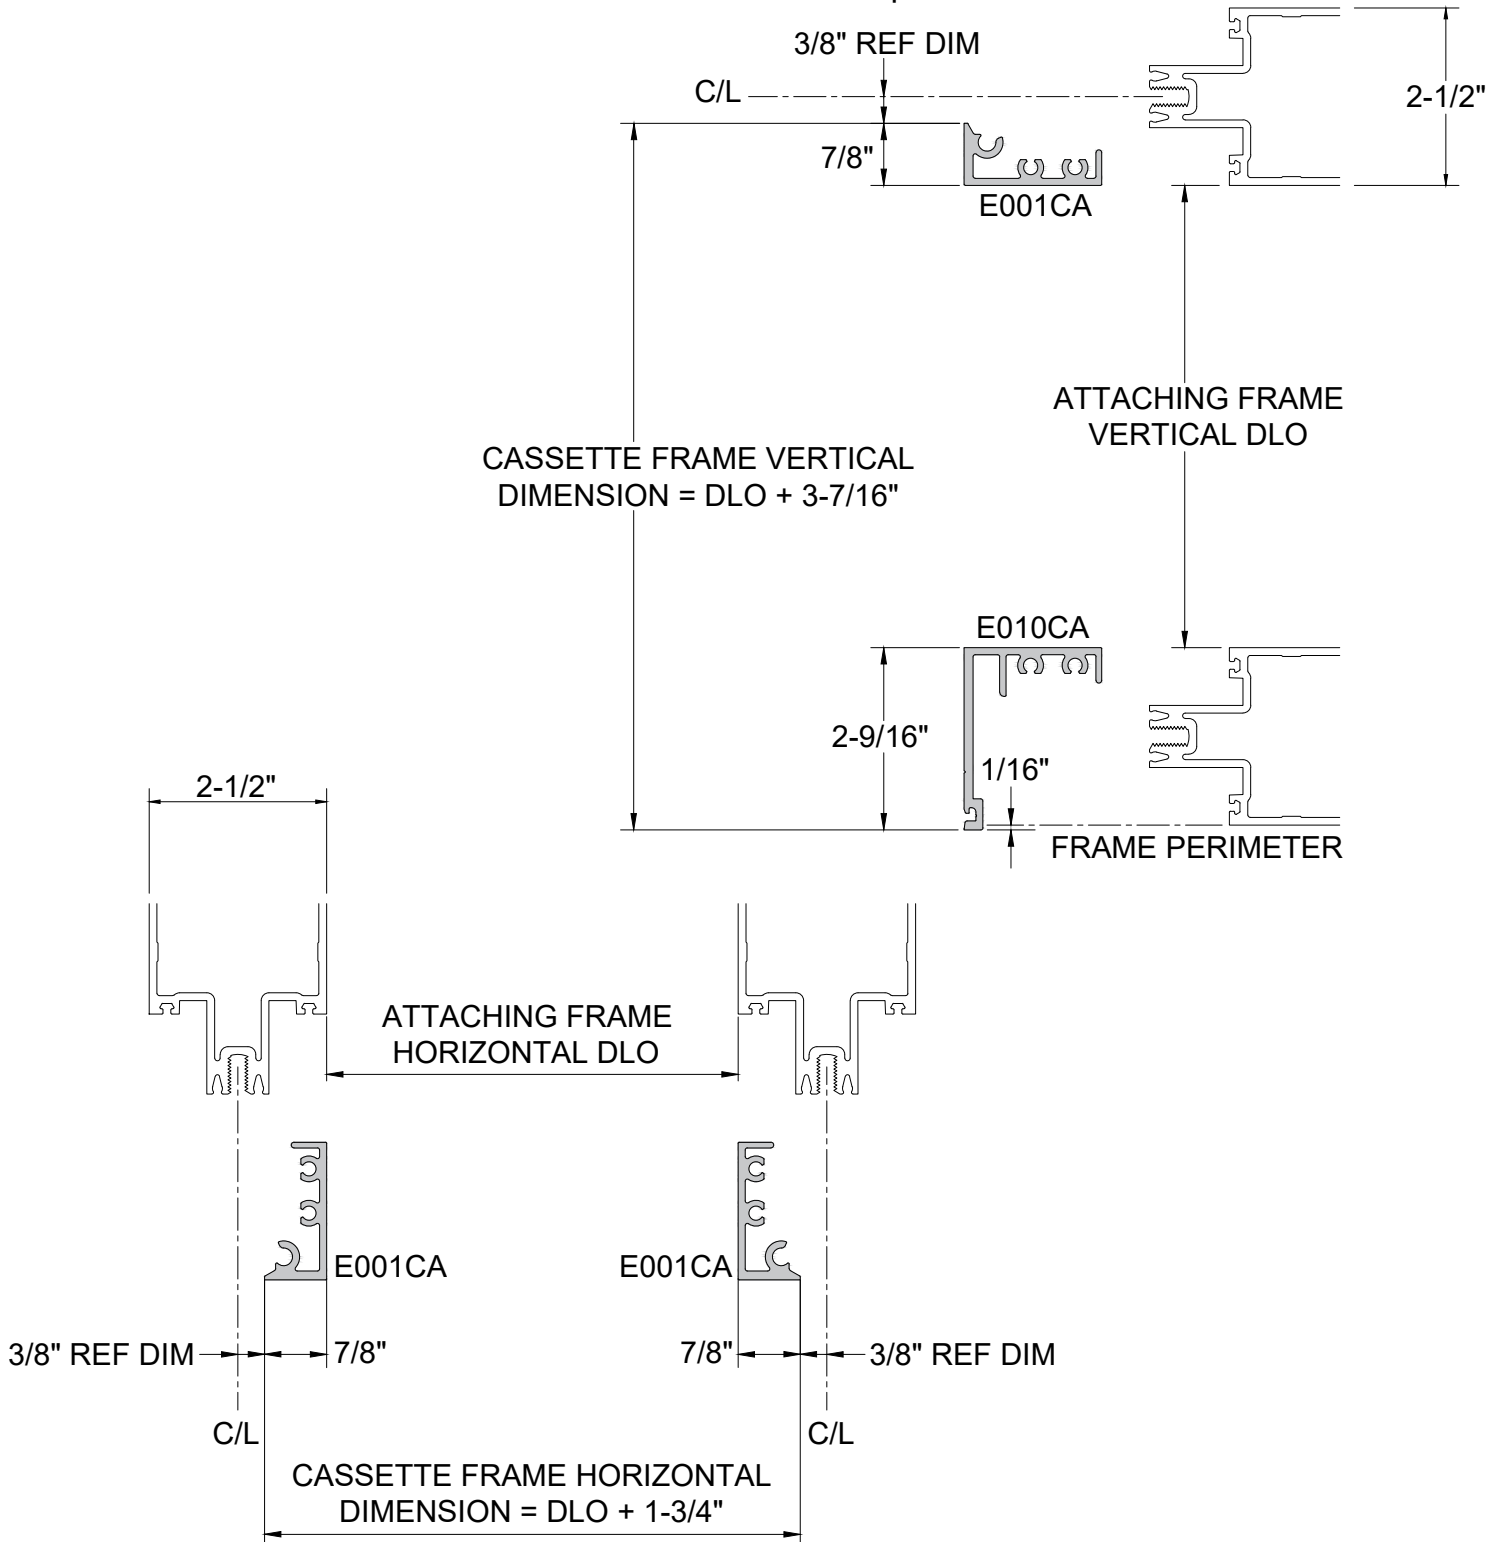 3/8" REF DIM
C/L
2-1/2"
7/8"
E001CA
ATTACHING FRAME
VERTICAL DLO
CASSETTE FRAME VERTICAL
DIMENSION = DLO + 3-7/16"
E010CA
2-9/16"
1/16"
FRAME PERIMETER
2-1/2"
ATTACHING FRAME
HORIZONTAL DLO
E001CA
E001CA
3/8" REF DIM
7/8"
7/8"
3/8" REF DIM
C/L
C/L
CASSETTE FRAME HORIZONTAL
DIMENSION = DLO + 1-3/4"